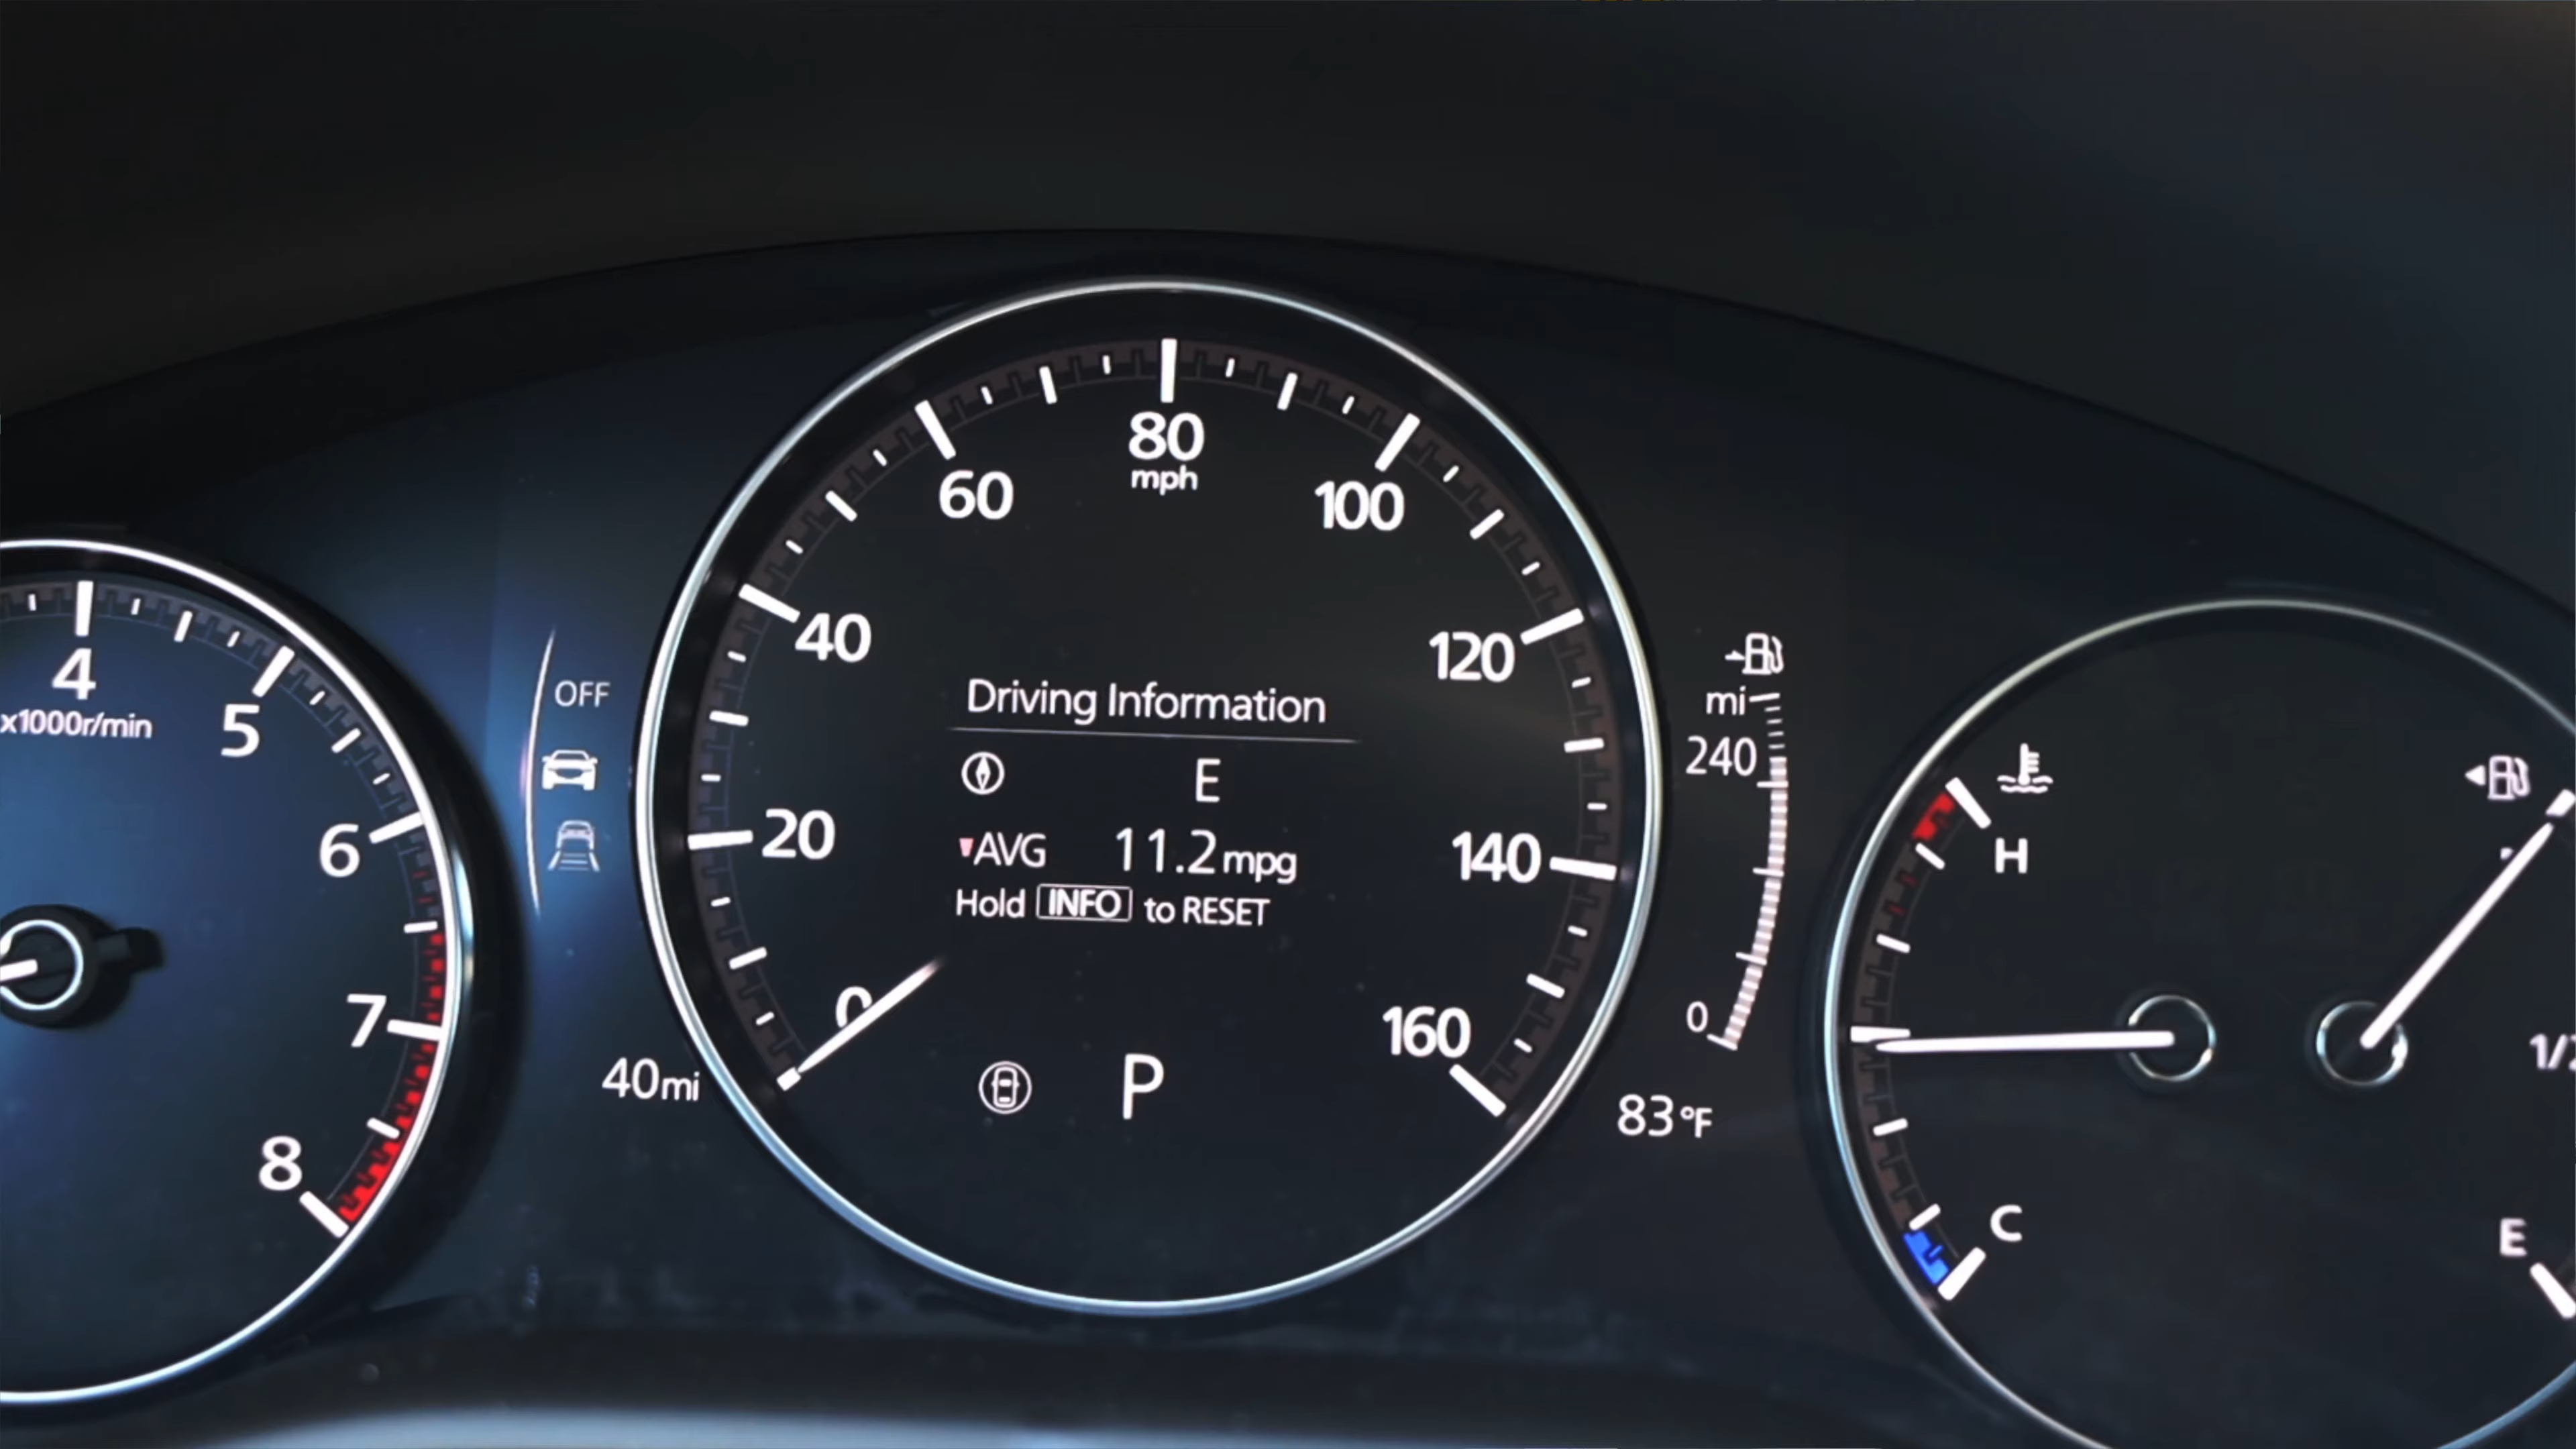 4
x1000r/min
5
6
7
8
OFF
40mi
0
20
40
60
80
mph
100
120
140
160
Driving Information
E
AVG 11.2mpg
Hold INFO to RESET
P
mi
240
0
83°F
H
C
E